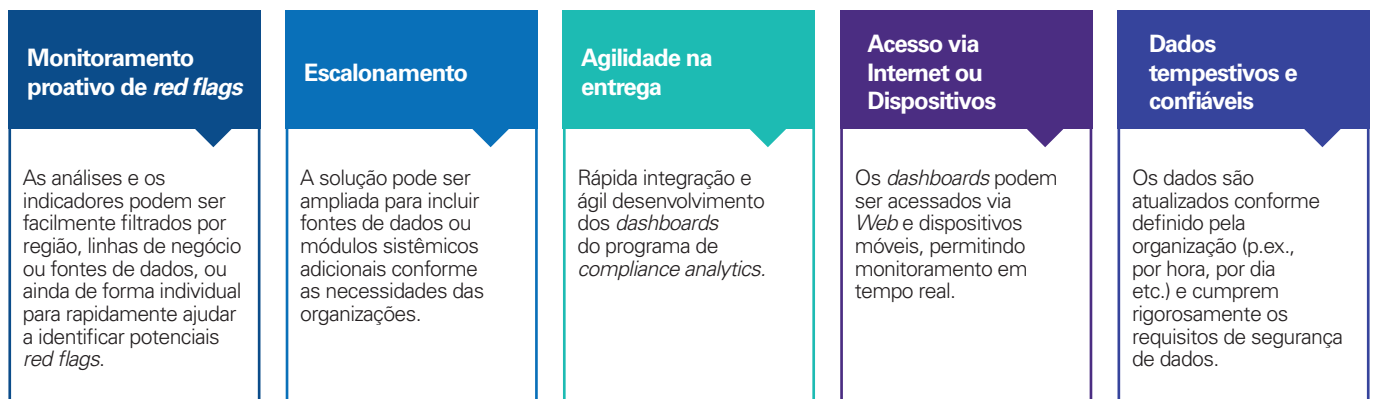 Monitoramento
proativo de red flags
As análises e os
indicadores podem ser
facilmente filtrados por
região, linhas de negócio
ou fontes de dados, ou
ainda de forma individual
para rapidamente ajudar
a identificar potenciais
red flags.
Escalonamento
A solução pode ser
ampliada para incluir
fontes de dados ou
módulos sistêmicos
adicionais conforme
as necessidades das
organizações.
Agilidade na
entrega
Rápida integração e
ágil desenvolvimento
dos dashboards
do programa de
compliance analytics.
Acesso via
Internet ou
Dispositivos
Os dashboards podem
ser acessados via
Web e dispositivos
móveis, permitindo
monitoramento em
tempo real.
Dados
tempestivos e
confiáveis
Os dados são
atualizados conforme
definido pela
organização (p.ex.,
por hora, por dia
etc.) e cumprem
rigorosamente os
requisitos de segurança
de dados.